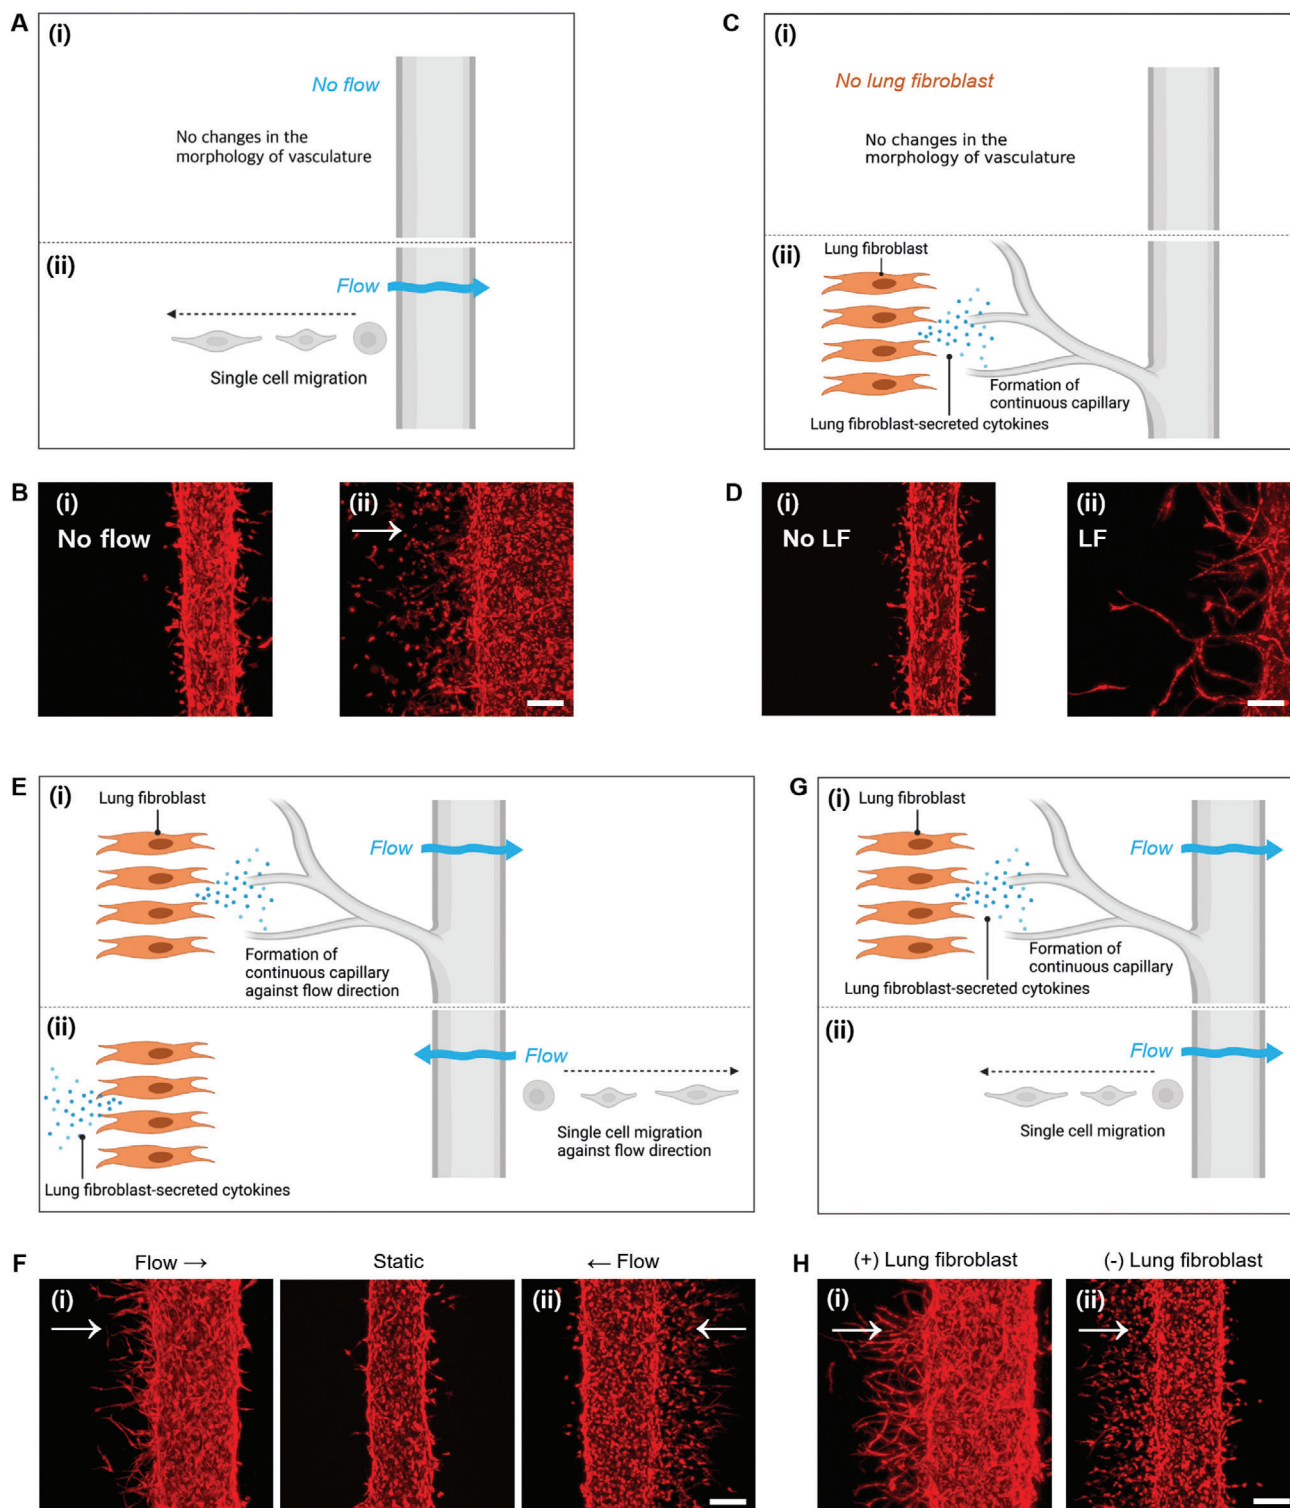 A
(i)
No flow
No changes in the
morphology of vasculature
(ii)
Flow
Single cell migration
C
(i)
No lung fibroblast
No changes in the
morphology of vasculature
(ii)
Lung fibroblast
Formation of
continuous capillary
Lung fibroblast-secreted cytokines
B
(i)
No flow
(ii)
→
D
(i)
No LF
(ii)
LF
E
(i)
Lung fibroblast
Flow
Formation of
continuous capillary
against flow direction
(ii)
Flow
Single cell migration
against flow direction
Lung fibroblast-secreted cytokines
G
(i)
Lung fibroblast
Flow
Formation of
continuous capillary
Lung fibroblast-secreted cytokines
(ii)
Flow
Single cell migration
F
Flow →
Static
← Flow
(i)
→
(ii)
←
H
(+) Lung fibroblast
(-) Lung fibroblast
(i)
→
(ii)
→